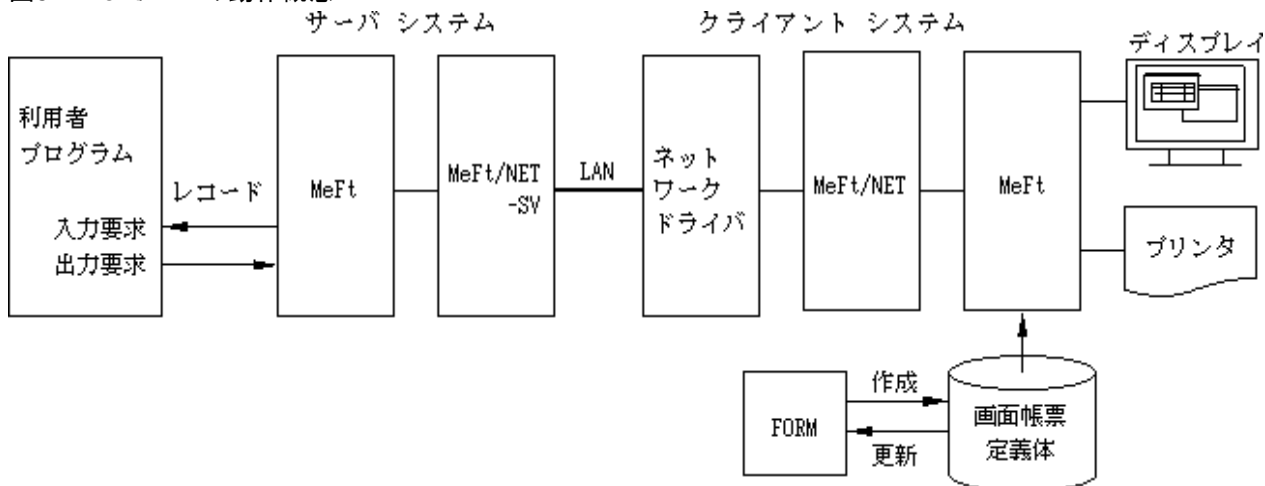 サーバ システム
クライアント システム
ディスプレイ
利用者
プログラム
レコード
入力要求
出力要求
MeFt
MeFt/NET
-SV
LAN
ネット
ワーク
ドライバ
MeFt/NET
MeFt
プリンタ
FORM
作成
更新
画面帳票
定義体